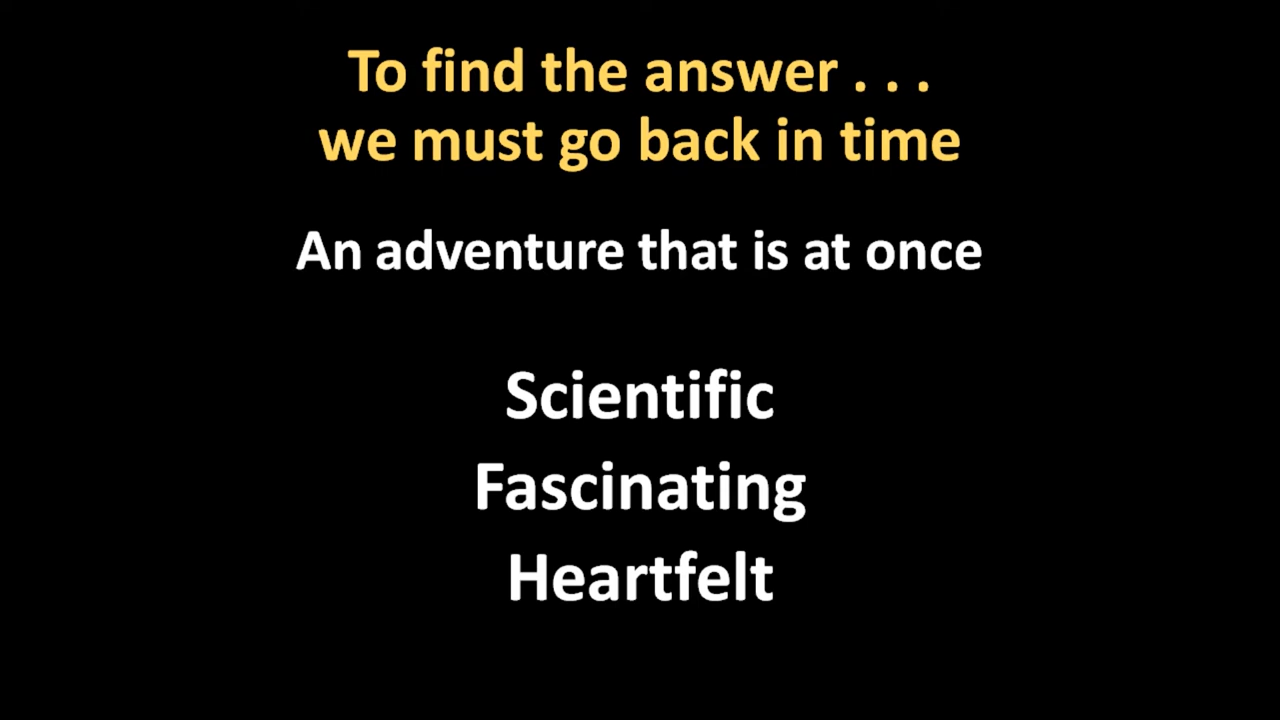 To find the answer . . .
we must go back in time
An adventure that is at once
Scientific
Fascinating
Heartfelt